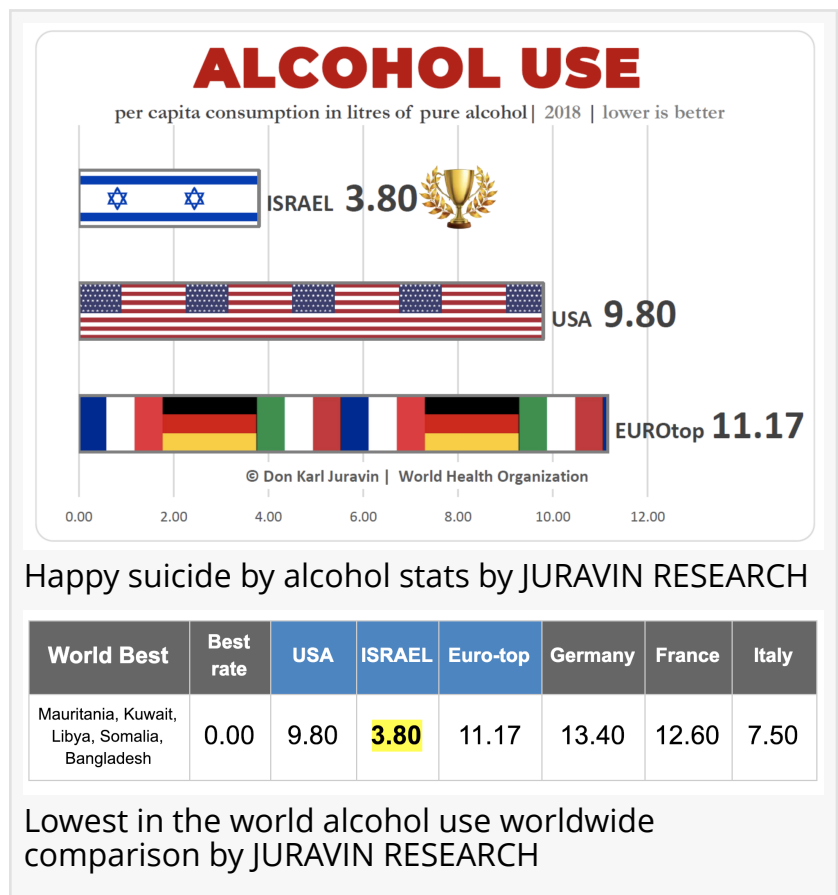 ALCOHOL USE
per capita consumption in litres of pure alcohol| 2018 | lower is better
ISRAEL 3.80
USA 9.80
EUROtop 11.17
© Don Karl Juravin | World Health Organization
0.00 2.00 4.00 6.00 8.00 10.00 12.00
Happy suicide by alcohol stats by JURAVIN RESEARCH
World Best Best rate USA ISRAEL Euro-top Germany France Italy
Mauritania, Kuwait,
Libya, Somalia,
Bangladesh
0.00 9.80 3.80 11.17 13.40 12.60 7.50
Lowest in the world alcohol use worldwide
comparison by JURAVIN RESEARCH